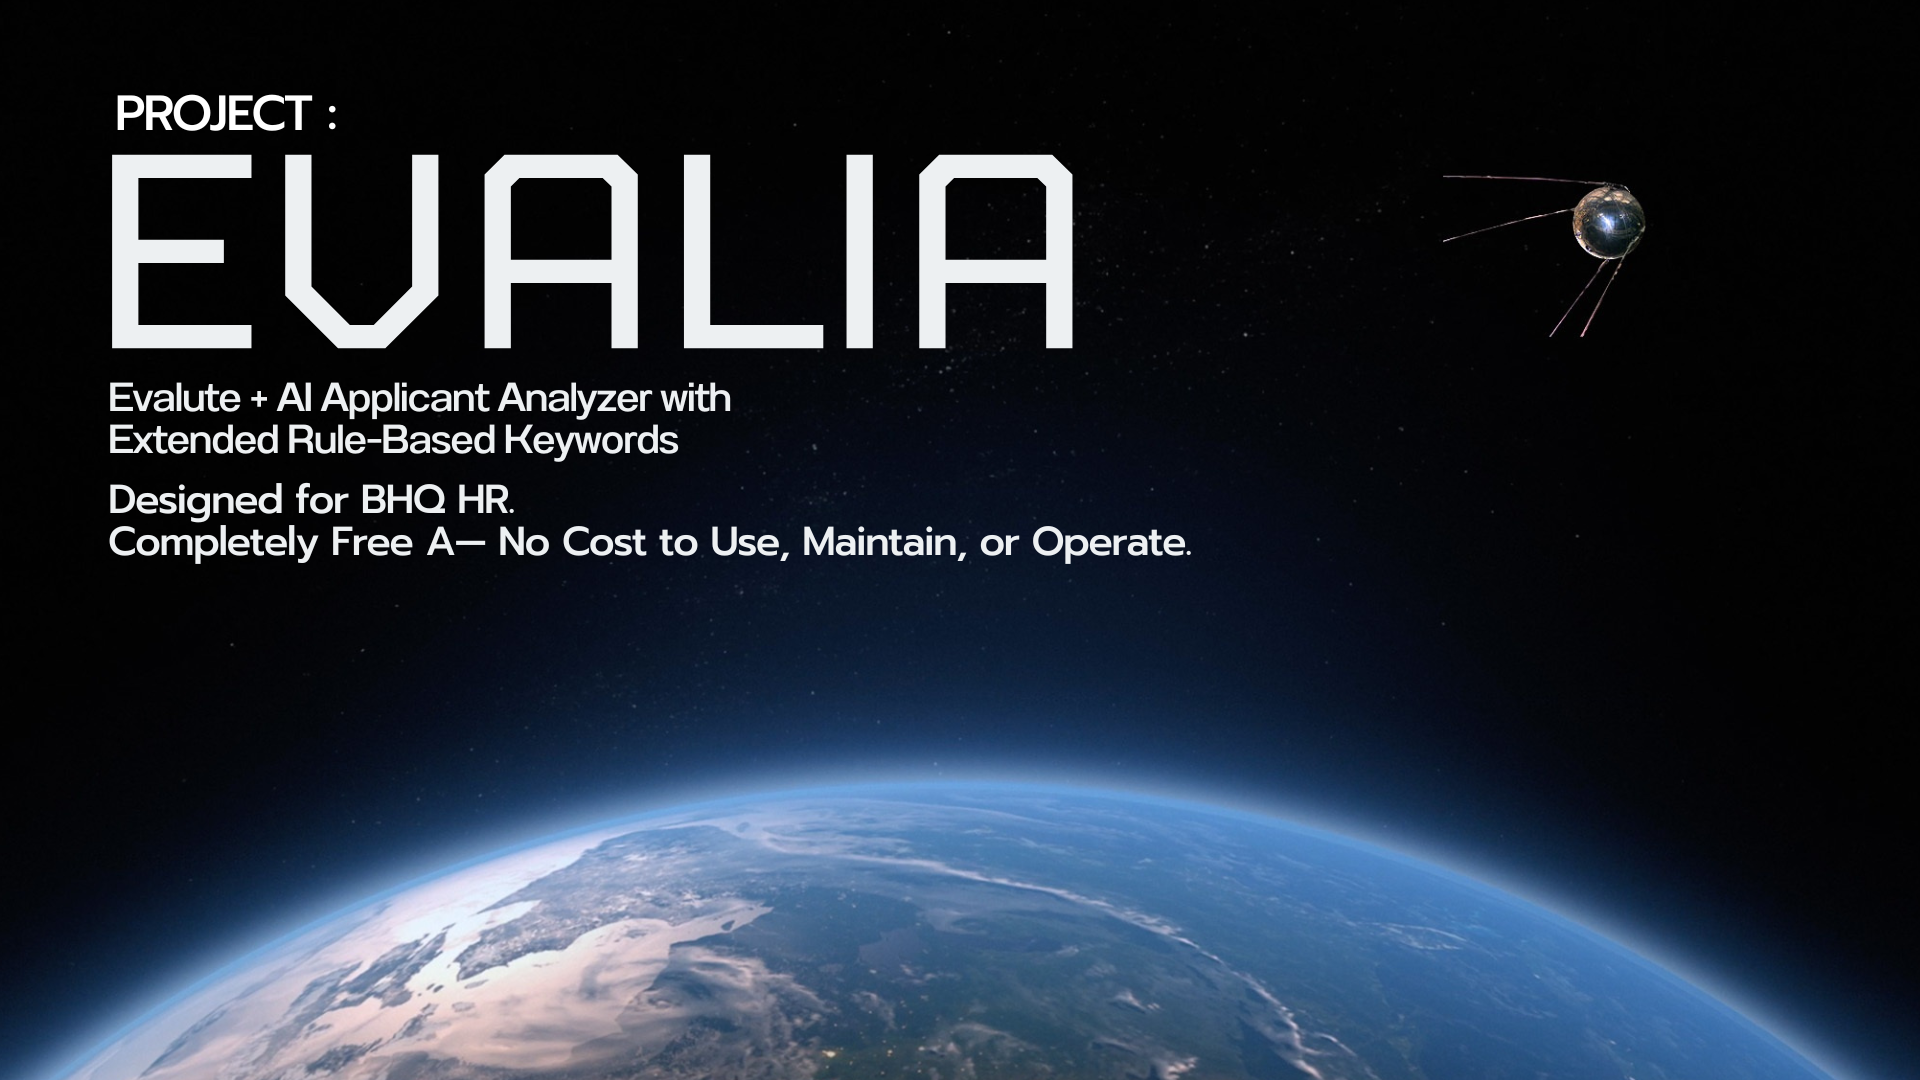 PROJECT :
EVALIA
Evalute + AI Applicant Analyzer with
Extended Rule-Based Keywords
Designed for BHQ HR.
Completely Free A— No Cost to Use, Maintain, or Operate.